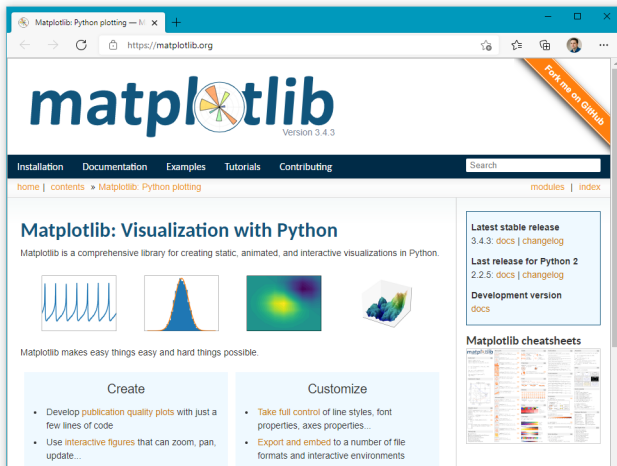 Matplotlib: Python plotting — M
https://matplotlib.org
Fork me on GitHub
matplotlib
Version 3.4.3
Installation Documentation Examples Tutorials Contributing Search
home | contents » Matplotlib: Python plotting modules | index
Matplotlib: Visualization with Python
Matplotlib is a comprehensive library for creating static, animated, and interactive visualizations in Python.
Matplotlib makes easy things easy and hard things possible.
Create
• Develop publication quality plots with just a
few lines of code
• Use interactive figures that can zoom, pan,
update...
Customize
• Take full control of line styles, font
properties, axes properties...
• Export and embed to a number of file
formats and interactive environments
Latest stable release
3.4.3: docs | changelog
Last release for Python 2
2.2.5: docs | changelog
Development version
docs
Matplotlib cheatsheets
matplotlib